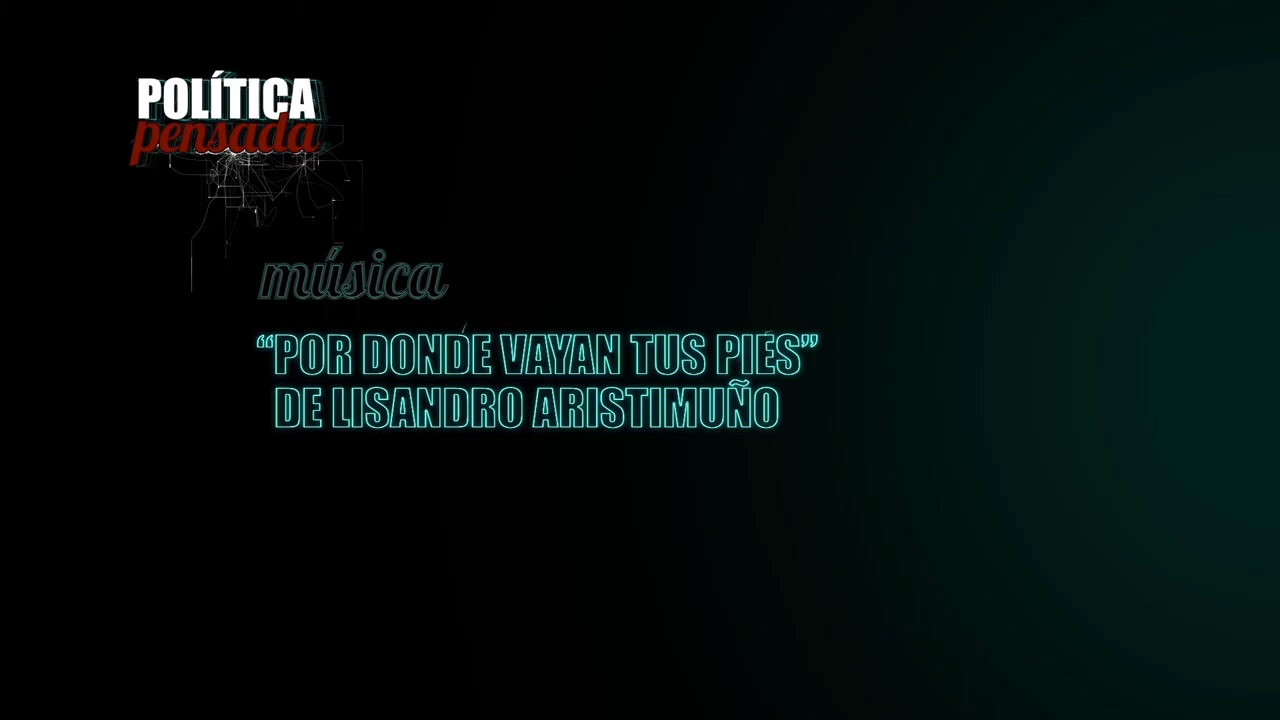 POLÍTICA
pensada
música
“POR DONDE VAYAN TUS PIES”
DE LISANDRO ARISTIMUÑO